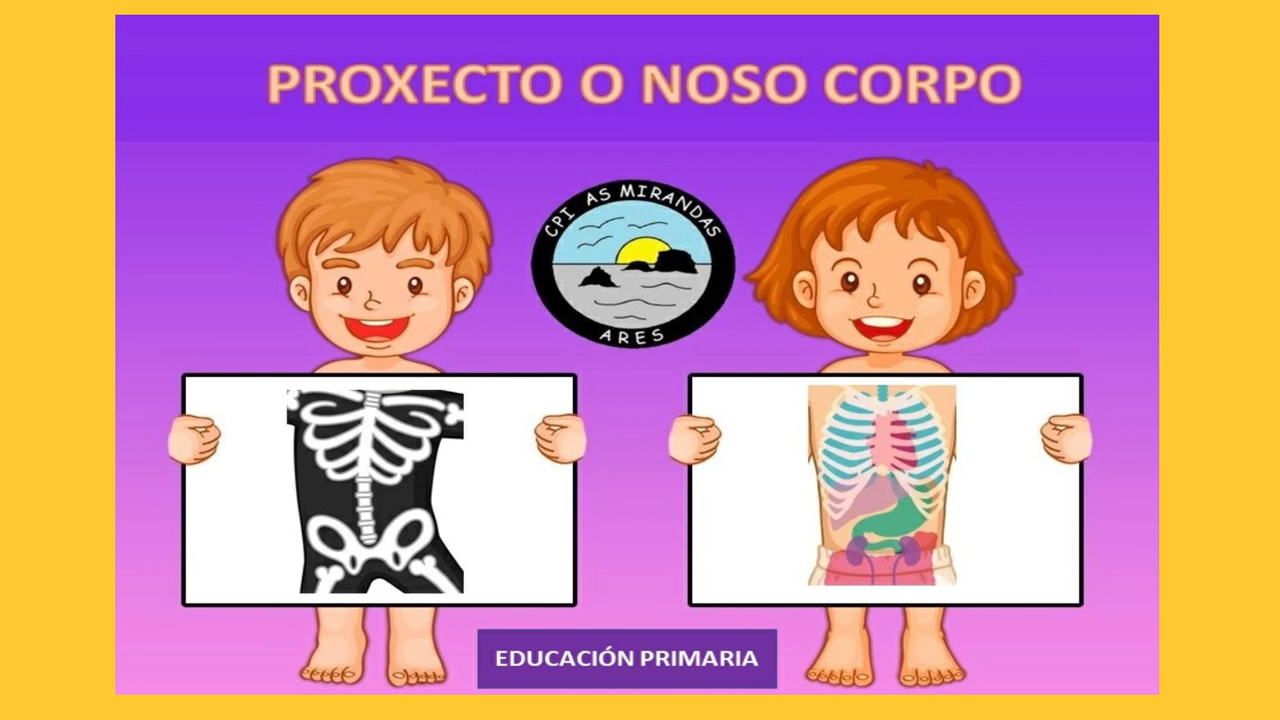 PROXECTO O NOSO CORPO
CPI AS MIRANDAS
ARES
EDUCACIÓN PRIMARIA